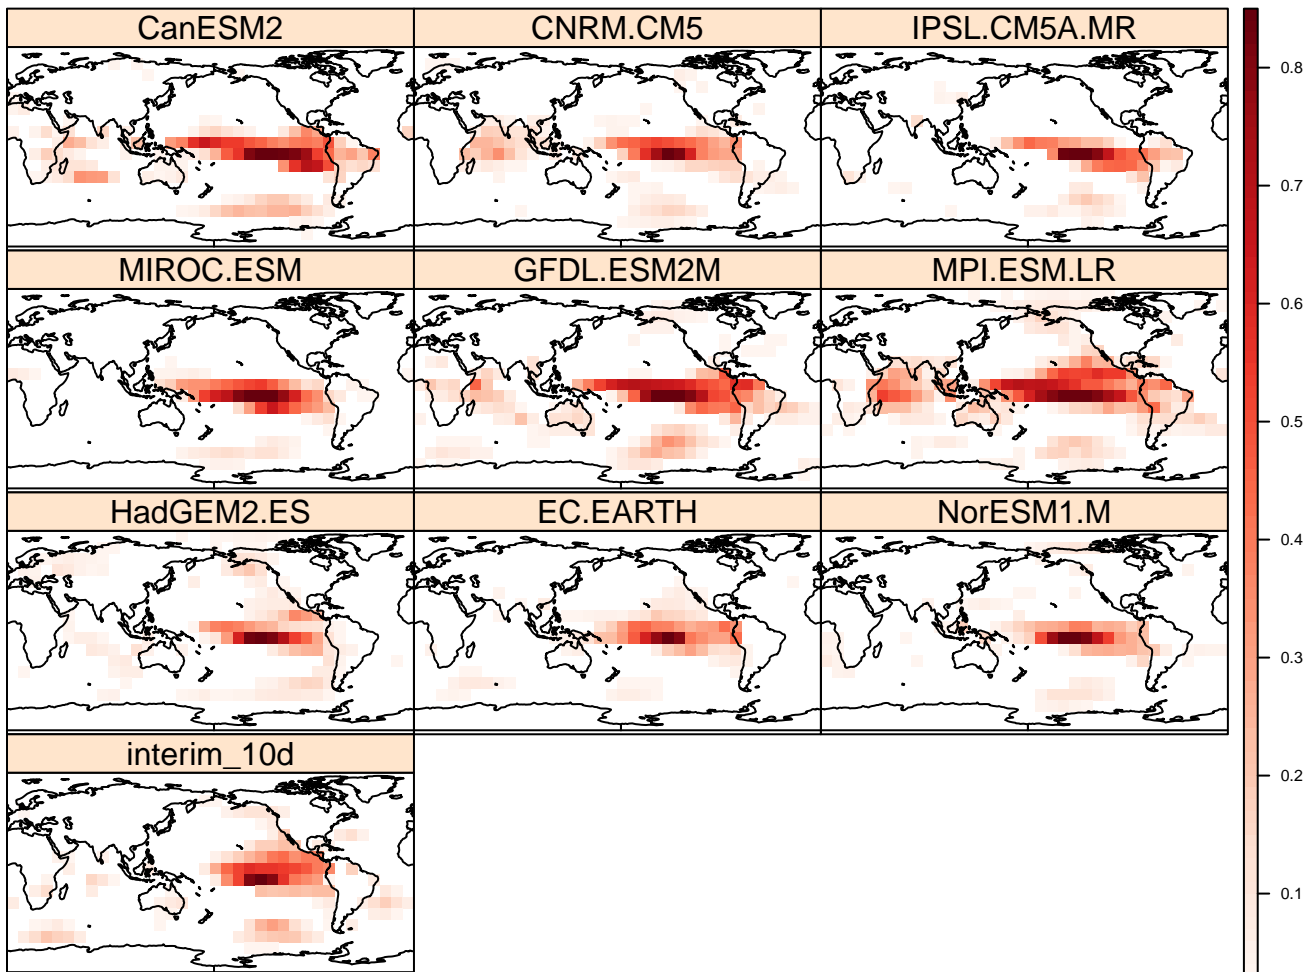 CanESM2 CNRM.CM5 IPSL.CM5A.MR
MIROC.ESM GFDL.ESM2M MPI.ESM.LR
HadGEM2.ES EC.EARTH NorESM1.M
interim_10d
0.8
0.7
0.6
0.5
0.4
0.3
0.2
0.1